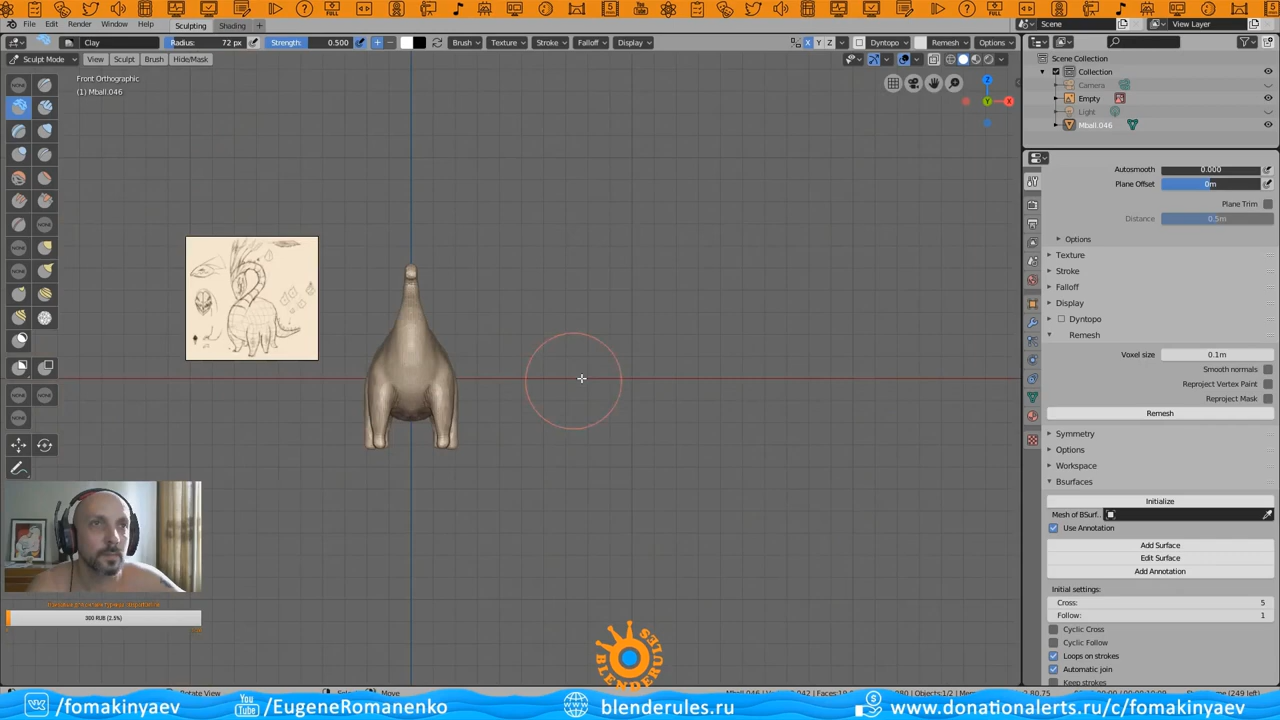 File Edit Render Window Help Sculpting Shading Scene View Layer
Clay Radius: 72 px Strength: 0.500 Brush Texture Stroke Falloff Display X Y Z Dyntopo Remesh Options
Sculpt Mode View Sculpt Brush Hide/Mask
Front Orthographic
(1) Mball.046
Scene Collection
Collection
Camera
Empty
Light
Mball.046
Autosmooth 0.000
Plane Offset 0m
Plane Trim
Distance 0.5m
Options
Texture
Stroke
Falloff
Display
Dyntopo
Remesh
Voxel size 0.1m
Smooth normals
Reproject Vertex Paint
Reproject Mask
Remesh
Symmetry
Options
Workspace
Bsurfaces
Initialize
Mesh of BSurf..
Use Annotation
Add Surface
Edit Surface
Add Annotation
Initial settings:
Cross: 5
Follow: 1
Cyclic Cross
Cyclic Follow
Loops on strokes
Automatic join
Keep strokes
300 RUB (2.5%)
BLENDERULES
Rotate View Move
/fomakinyaev You Tube /EugeneRomanenko blenderules.ru www.donationalerts.ru/c/fomakinyaev